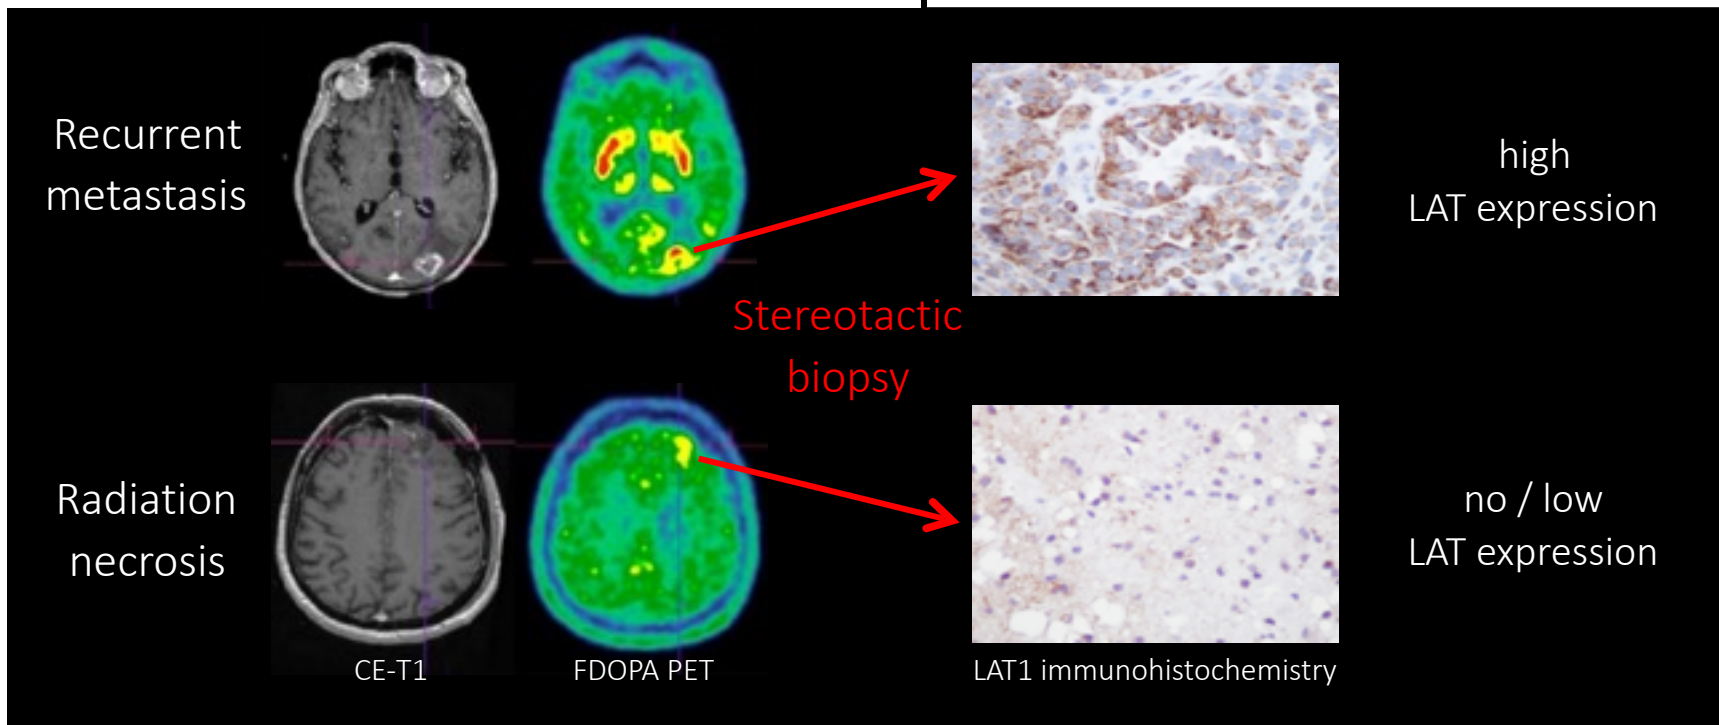 Recurrent
metastasis
high
LAT expression
Stereotactic
biopsy
Radiation
necrosis
no / low
LAT expression
CE-T1
FDOPA PET
LAT1 immunohistochemistry